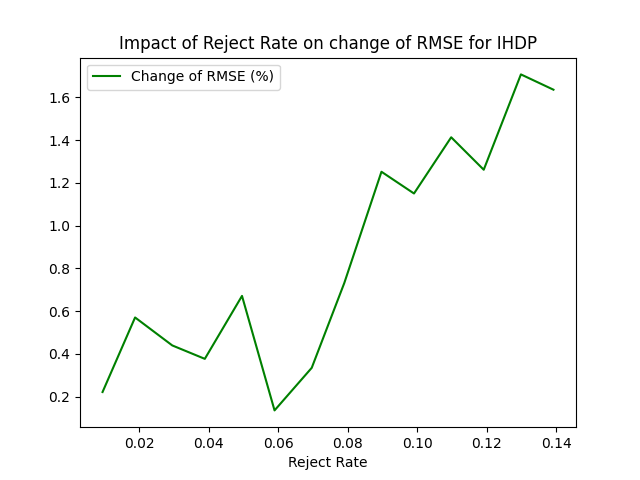 Impact of Reject Rate on change of RMSE for IHDP
Change of RMSE (%)
1.6
1.4
1.2
1.0
0.8
0.6
0.4
0.2
0.02 0.04 0.06 0.08 0.10 0.12 0.14
Reject Rate